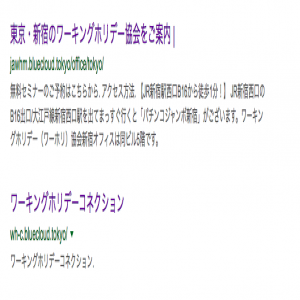 東京・新宿のワーキングホリデー協会をご案内
jawhm.bluecloud.tokyo/office/tokyo/
無料セミナーのご予約はこちらから. アクセス方法. 【JR新宿駅西口B16から徒歩1分！】 JR新宿西口の
B16出口/大江戸線新宿西口駅を出てまっすぐ行くと「パチンコジャンボ新宿」がございます。ワーキン
グホリデー（ワーホリ）協会新宿オフィスは同ビル5階です。
ワーキングホリデーコネクション
wh-c.bluecloud.tokyo/ ▼
ワーキングホリデーコネクション.